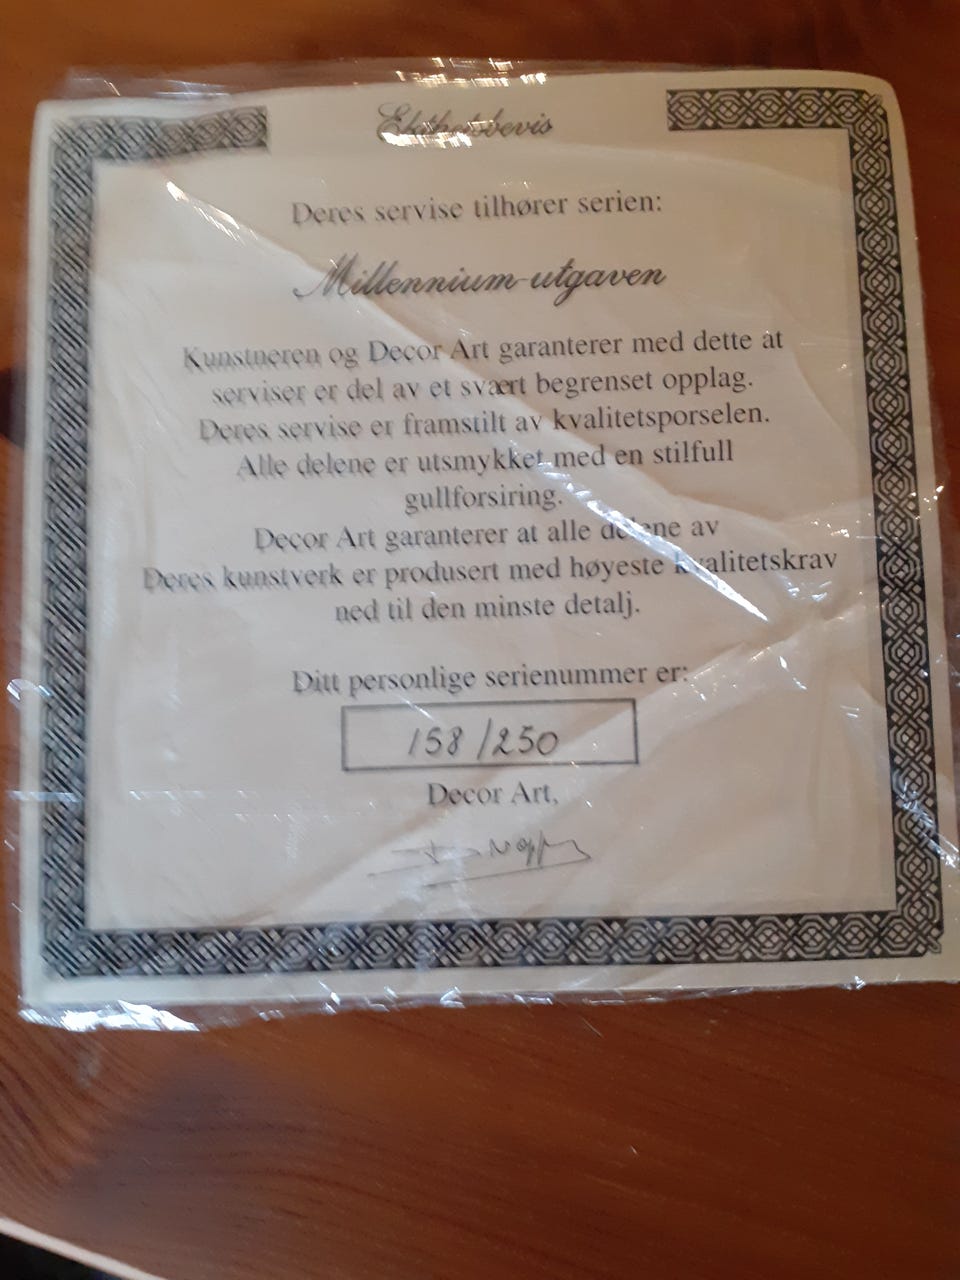 Ekthetsbevis
Deres servise tilhører serien:
Millennium-utgaven
Kunstneren og Decor Art garanterer med dette at
serviser er del av et svært begrenset opplag.
Deres servise er framstilt av kvalitetsporselen.
Alle delene er utsmykket med en stilfull
gullforsiring.
Decor Art garanterer at alle delene av
Deres kunstverk er produsert med høyeste kvalitetskrav
ned til den minste detalj.
Ditt personlige serienummer er:
158/250
Decor Art,